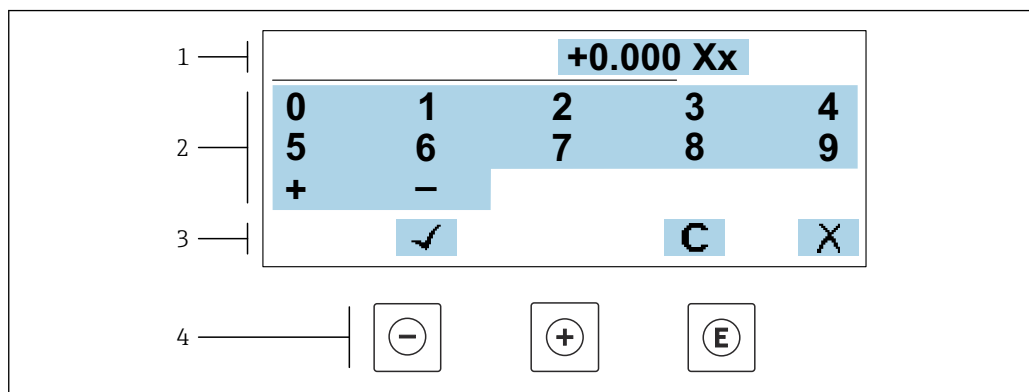 1 +0.000 Xx
0 1 2 3 4
2 5 6 7 8 9
+ −
3 ✓ C X
4 − + E